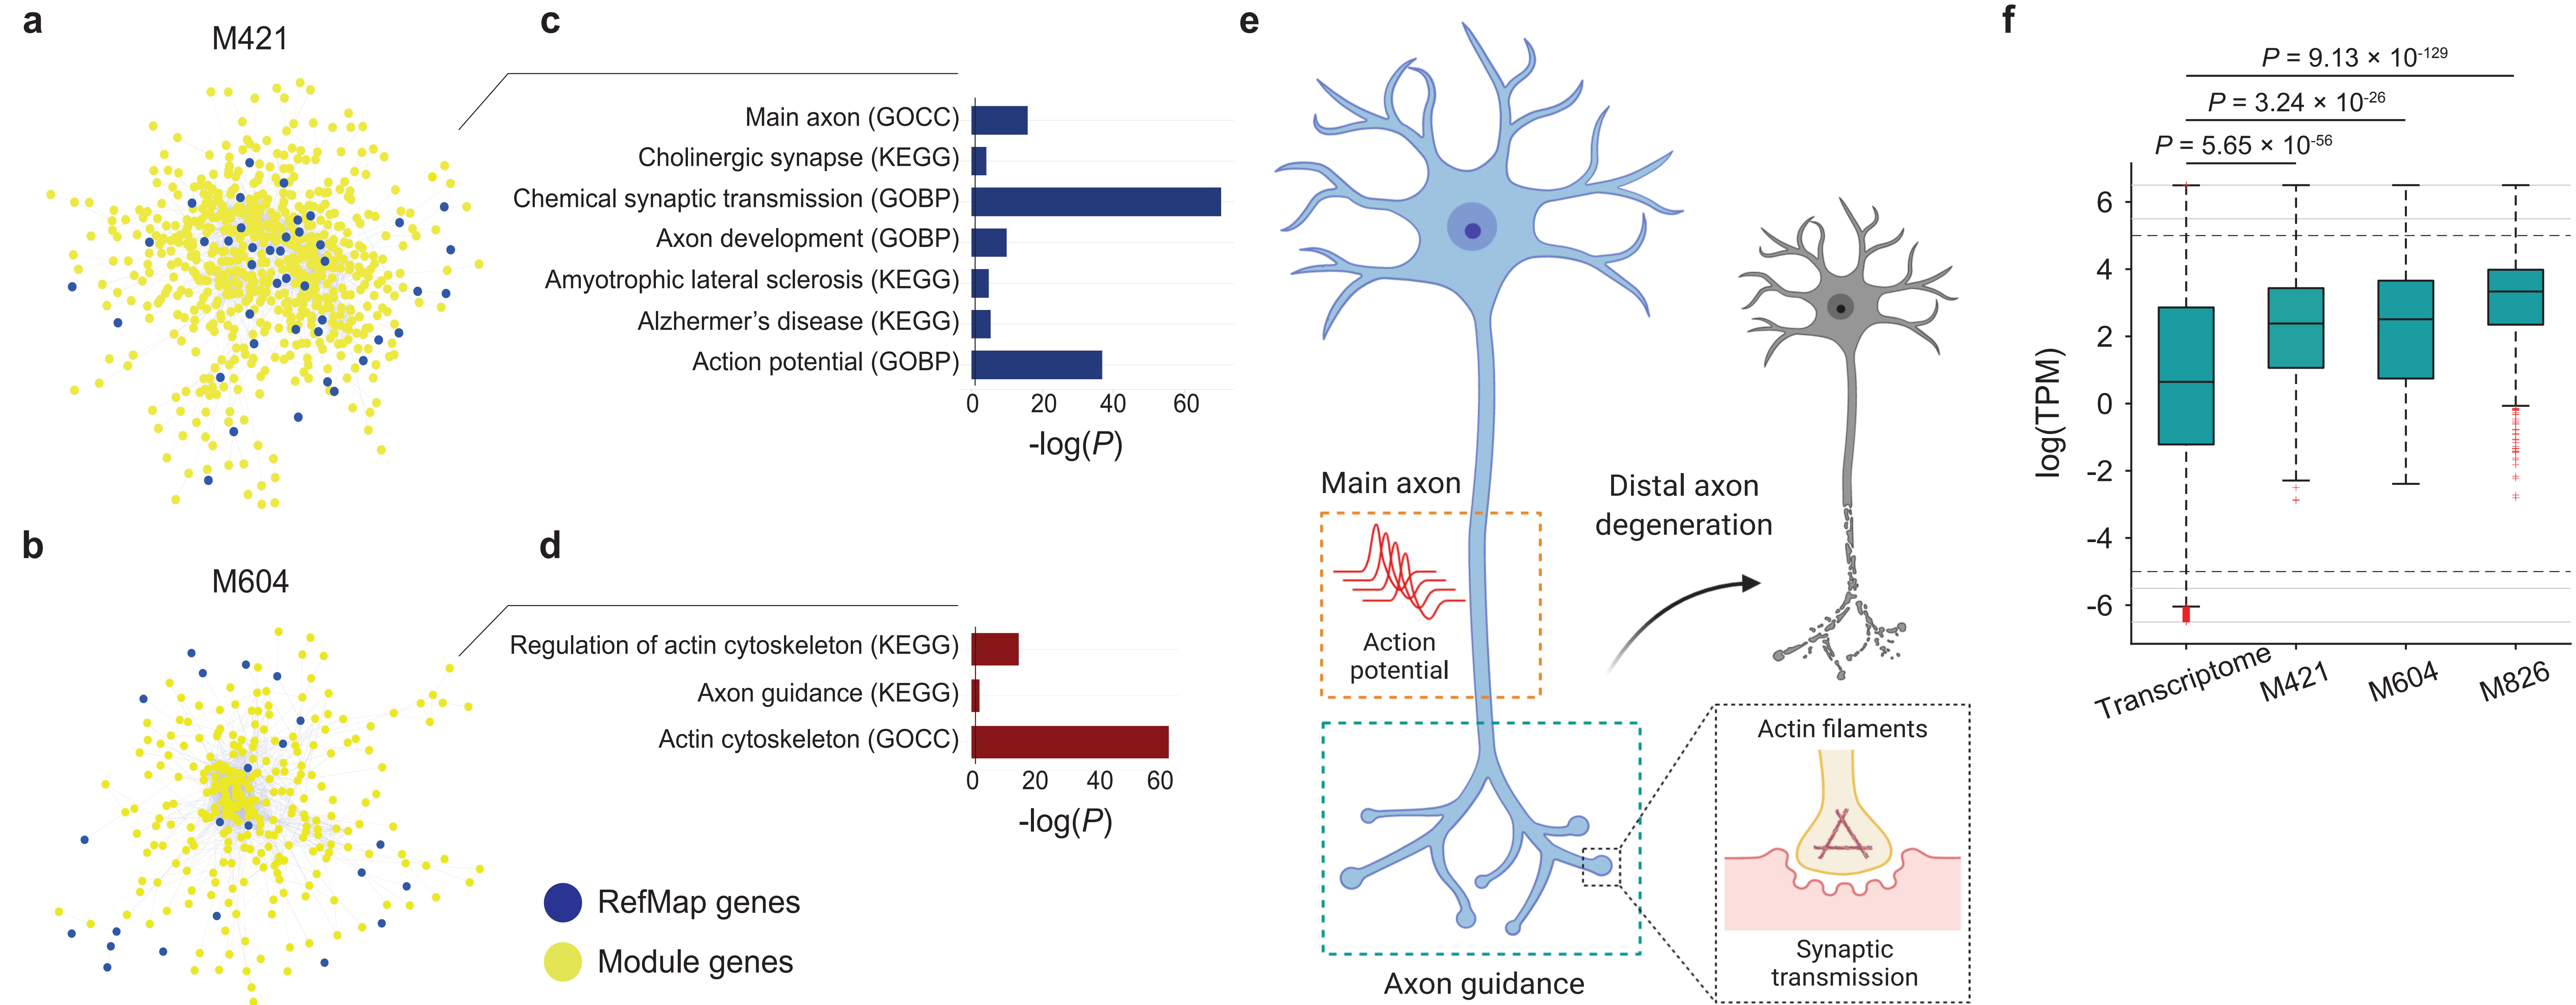 a
M421
b
M604
c
Main axon (GOCC)
Cholinergic synapse (KEGG)
Chemical synaptic transmission (GOBP)
Axon development (GOBP)
Amyotrophic lateral sclerosis (KEGG)
Alzhermer’s disease (KEGG)
Action potential (GOBP)
0 20 40 60
-log(P)
d
Regulation of actin cytoskeleton (KEGG)
Axon guidance (KEGG)
Actin cytoskeleton (GOCC)
0 20 40 60
-log(P)
RefMap genes
Module genes
e
Main axon
Action
potential
Distal axon
degeneration
Axon guidance
Actin filaments
Synaptic
transmission
f
P = 9.13 × 10-129
P = 3.24 × 10-26
P = 5.65 × 10-56
log(TPM)
6
4
2
0
-2
-4
-6
Transcriptome M421 M604 M826